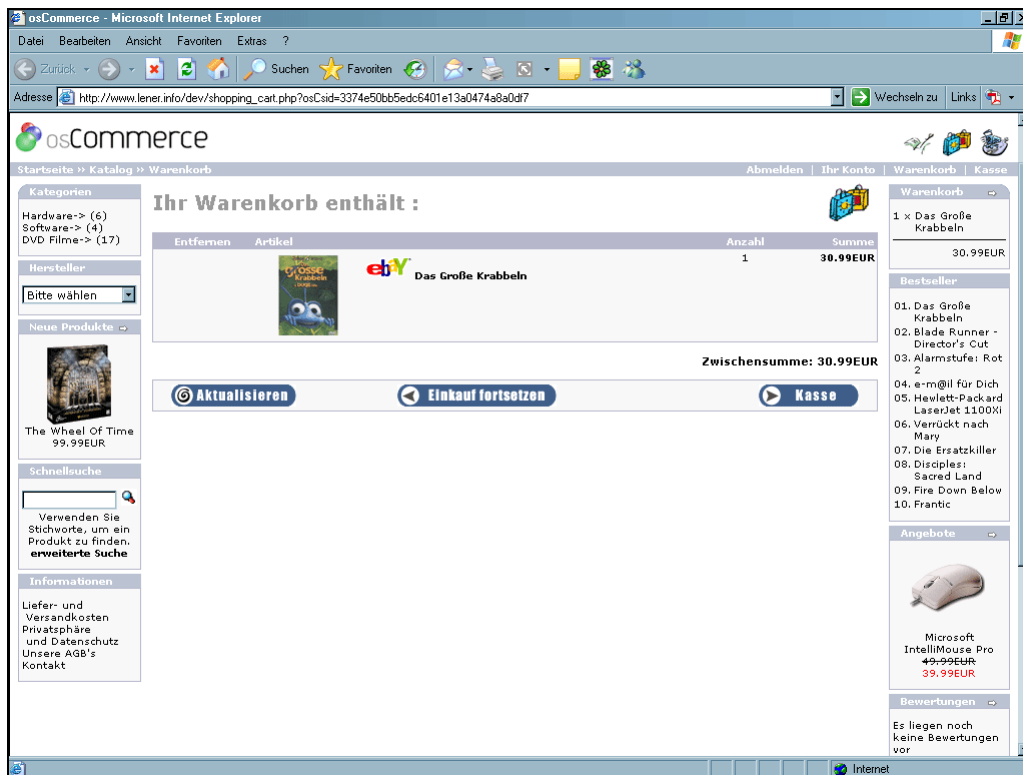 osCommerce - Microsoft Internet Explorer
Datei Bearbeiten Ansicht Favoriten Extras ?
Zurück Suchen Favoriten
Adresse http://www.lener.info/dev/shopping_cart.php?osCsid=3374e50bb5edc6401e13a0474a8a0df7 Wechseln zu Links
osCommerce
Startseite » Katalog » Warenkorb Abmelden | Ihr Konto | Warenkorb | Kasse
Kategorien
Hardware-> (6)
Software-> (4)
DVD Filme-> (17)
Hersteller
Bitte wählen
Neue Produkte
The Wheel Of Time
99.99EUR
Schnellsuche
Verwenden Sie
Stichworte, um ein
Produkt zu finden.
erweiterte Suche
Informationen
Liefer- und
Versandkosten
Privatsphäre
und Datenschutz
Unsere AGB's
Kontakt
Ihr Warenkorb enthält :
Entfernen Artikel Anzahl Summe
Grosse
Krabbeln
ebY Das Große Krabbeln 1 30.99EUR
Zwischensumme: 30.99EUR
Aktualisieren Einkauf fortsetzen Kasse
Warenkorb
1 x Das Große
Krabbeln
30.99EUR
Bestseller
01. Das Große
Krabbeln
02. Blade Runner -
Director's Cut
03. Alarmstufe: Rot
2
04. e-m@il für Dich
05. Hewlett-Packard
LaserJet 1100Xi
06. Verrückt nach
Mary
07. Die Ersatzkiller
08. Disciples:
Sacred Land
09. Fire Down Below
10. Frantic
Angebote
Microsoft
IntelliMouse Pro
49.99EUR
39.99EUR
Bewertungen
Es liegen noch
keine Bewertungen
vor
Internet